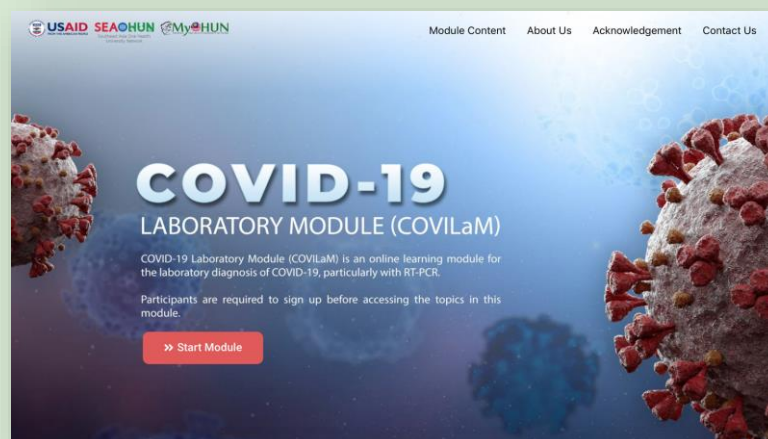 USAID SEAOHUN MyOHUN
Module Content About Us Acknowledgement Contact Us
COVID-19
LABORATORY MODULE (COVILaM)
COVID-19 Laboratory Module (COVILaM) is an online learning module for
the laboratory diagnosis of COVID-19, particularly with RT-PCR.
Participants are required to sign up before accessing the topics in this
module.
>> Start Module